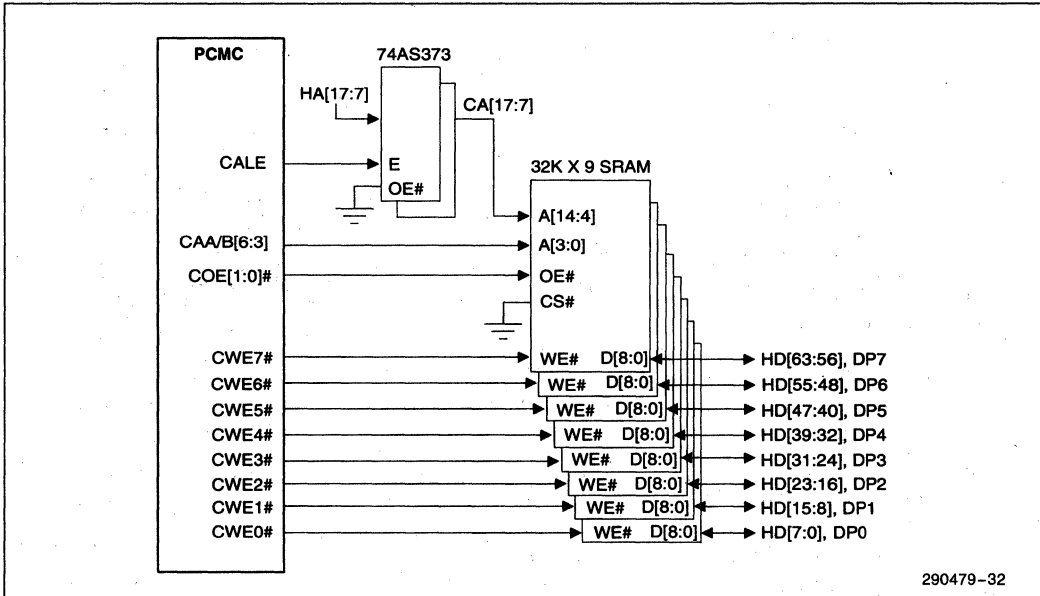 PCMC
74AS373
HA[17:7]
CA[17:7]
CALE
E
OE#
32K X 9 SRAM
A[14:4]
CAA/B[6:3]
A[3:0]
COE[1:0]#
OE#
CS#
CWE7#
WE# D[8:0]
HD[63:56], DP7
CWE6#
WE# D[8:0]
HD[55:48], DP6
CWE5#
WE# D[8:0]
HD[47:40], DP5
CWE4#
WE# D[8:0]
HD[39:32], DP4
CWE3#
WE# D[8:0]
HD[31:24], DP3
CWE2#
WE# D[8:0]
HD[23:16], DP2
CWE1#
WE# D[8:0]
HD[15:8], DP1
CWE0#
WE# D[8:0]
HD[7:0], DP0
290479-32